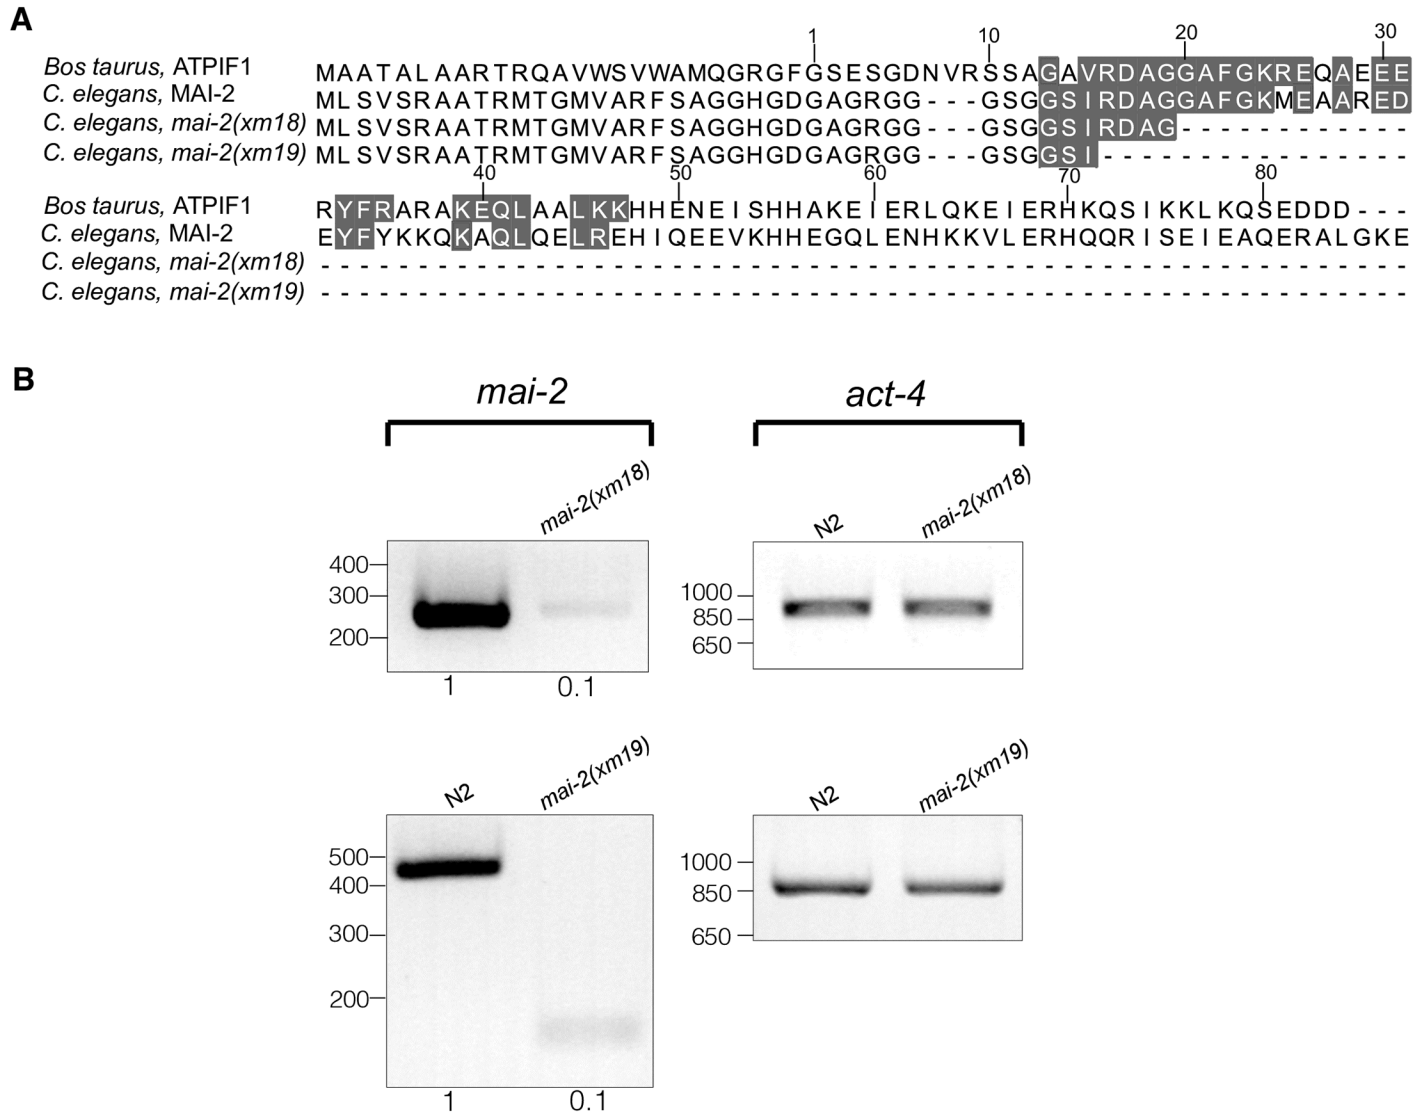 A
1 10 20 30
Bos taurus, ATPIF1 MAATALAARTRQAVWSVWAMQGRGFGSESGDNVRSSAGAVRDAGGAFGKREQAEEE
C. elegans, MAI-2 MLSVSRAATRMTGMVARFSAGGHGDGAGRGG---GSGGSIRDAGGAFGKMEAARED
C. elegans, mai-2(xm18) MLSVSRAATRMTGMVARFSAGGHGDGAGRGG---GSGGSIRDAG------------
C. elegans, mai-2(xm19) MLSVSRAATRMTGMVARFSAGGHGDGAGRGG---GSGGSI----------------
40 50 60 70 80
Bos taurus, ATPIF1 RYFRARAKEQLAALKKHHENEISHHAKEIERLQKEIERHKQSIKKLKQSEDDD---
C. elegans, MAI-2 EYFYKKQKAQLQELREHIQEEVKHHEGQLENHKKVLERHQQRISEIEAQERALGKE
C. elegans, mai-2(xm18) --------------------------------------------------------
C. elegans, mai-2(xm19) --------------------------------------------------------
B
mai-2 act-4
mai-2(xm18) N2 mai-2(xm18)
400
300
200
1000
850
650
1 0.1
N2 mai-2(xm19) N2 mai-2(xm19)
500
400
300
200
1000
850
650
1 0.1